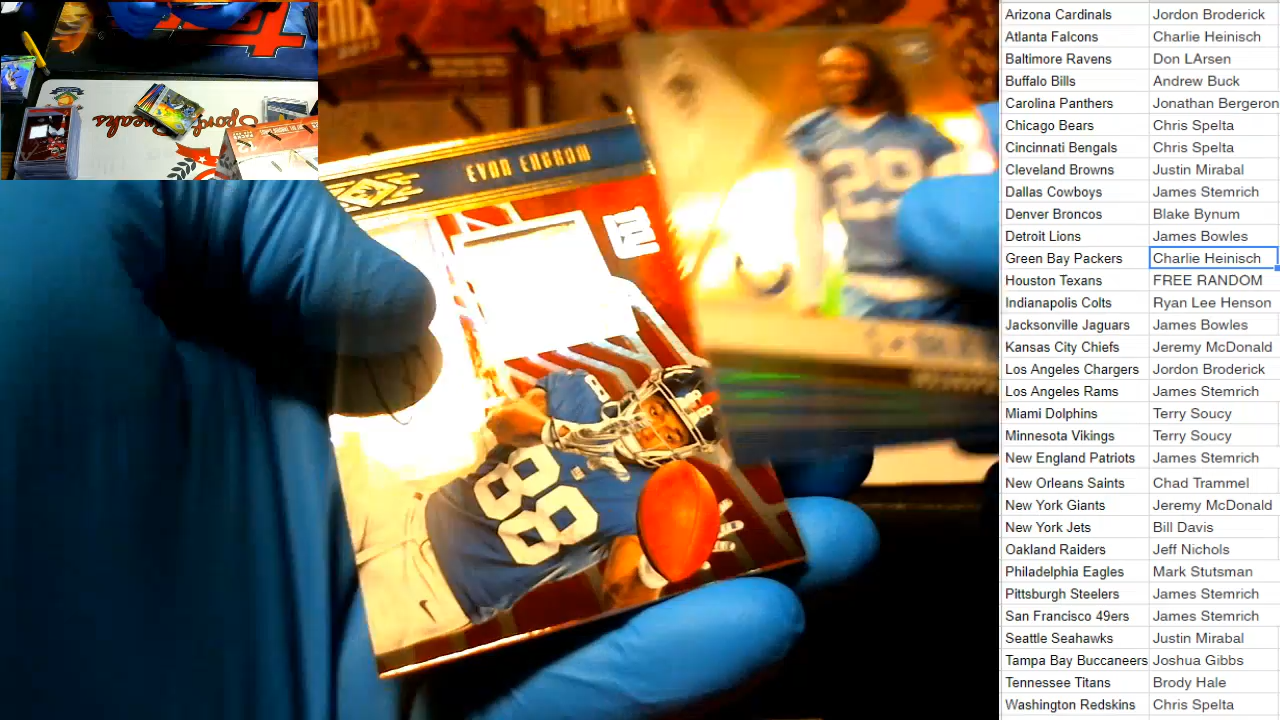 Arizona Cardinals Jordon Broderick
Atlanta Falcons Charlie Heinisch
Baltimore Ravens Don LArsen
Buffalo Bills Andrew Buck
Carolina Panthers Jonathan Bergeron
Chicago Bears Chris Spelta
Cincinnati Bengals Chris Spelta
Cleveland Browns Justin Mirabal
Dallas Cowboys James Stemrich
Denver Broncos Blake Bynum
Detroit Lions James Bowles
Green Bay Packers Charlie Heinisch
Houston Texans FREE RANDOM
Indianapolis Colts Ryan Lee Henson
Jacksonville Jaguars James Bowles
Kansas City Chiefs Jeremy McDonald
Los Angeles Chargers Jordon Broderick
Los Angeles Rams James Stemrich
Miami Dolphins Terry Soucy
Minnesota Vikings Terry Soucy
New England Patriots James Stemrich
New Orleans Saints Chad Trammel
New York Giants Jeremy McDonald
New York Jets Bill Davis
Oakland Raiders Jeff Nichols
Philadelphia Eagles Mark Stutsman
Pittsburgh Steelers James Stemrich
San Francisco 49ers James Stemrich
Seattle Seahawks Justin Mirabal
Tampa Bay Buccaneers Joshua Gibbs
Tennessee Titans Brody Hale
Washington Redskins Chris Spelta
EVAN ENGRAM
88
8
29
Sport
Breaks